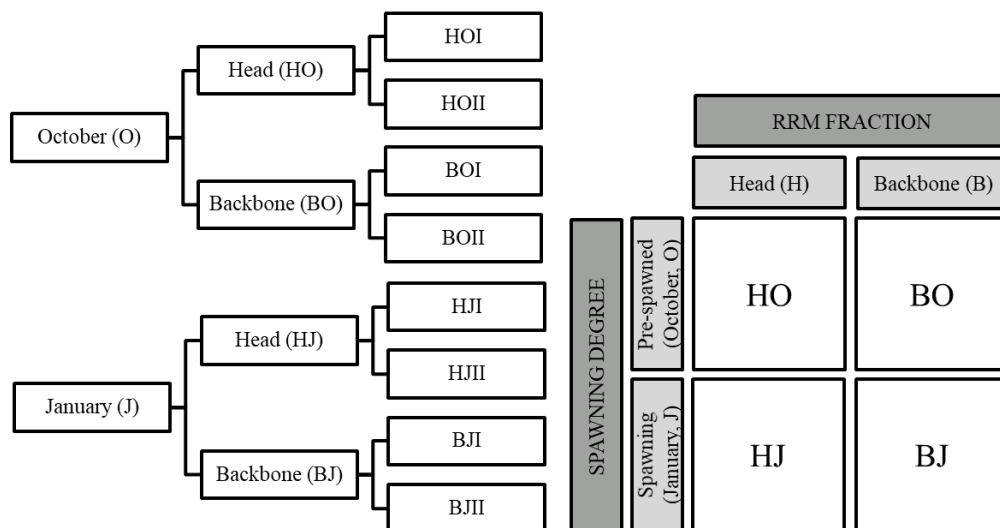 October (O)
Head (HO)
HOI
HOII
Backbone (BO)
BOI
BOII
January (J)
Head (HJ)
HJI
HJII
Backbone (BJ)
BJI
BJII
RRM FRACTION
Head (H)
Backbone (B)
SPAWNING DEGREE
Pre-spawned
(October, O)
HO
BO
Spawning
(January, J)
HJ
BJ